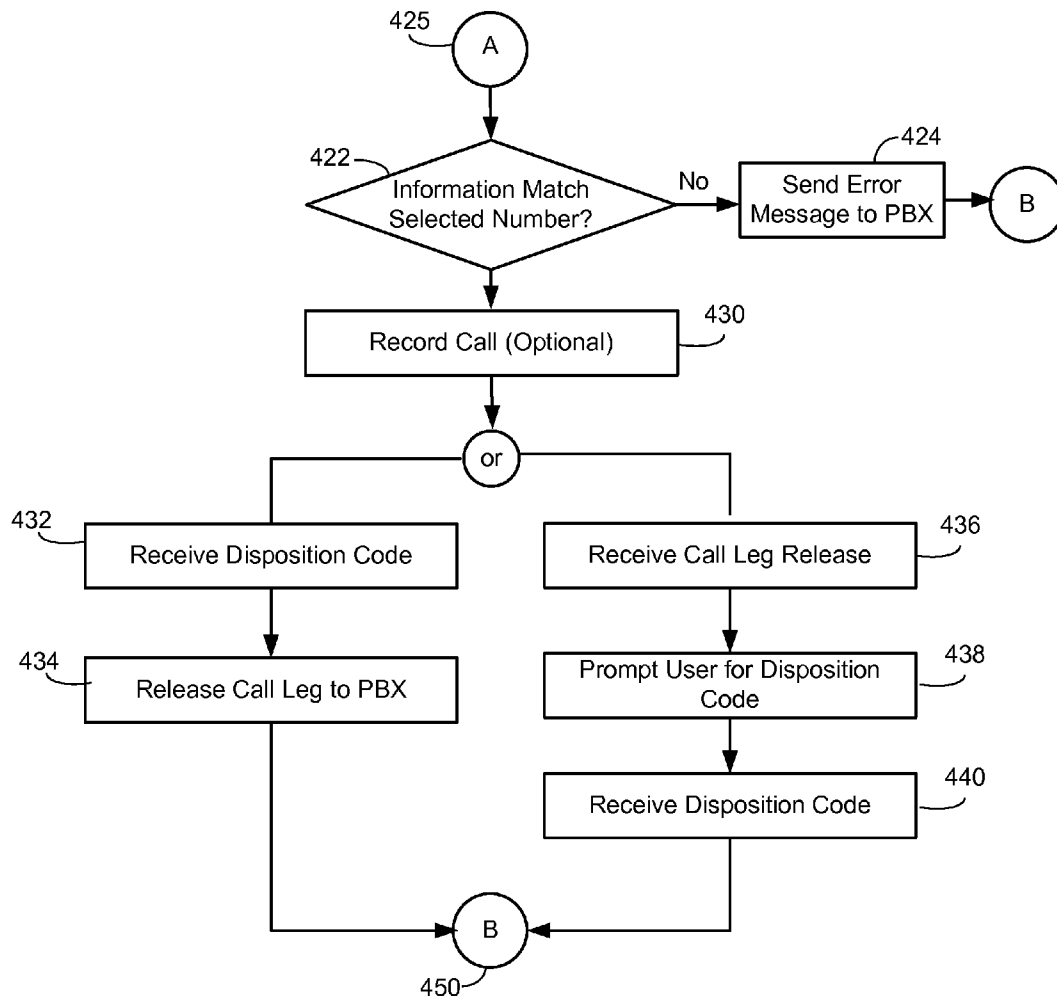 425
A
422
Information Match
Selected Number?
No
424
Send Error
Message to PBX
B
430
Record Call (Optional)
or
432
Receive Disposition Code
436
Receive Call Leg Release
434
Release Call Leg to PBX
438
Prompt User for Disposition
Code
440
Receive Disposition Code
B
450